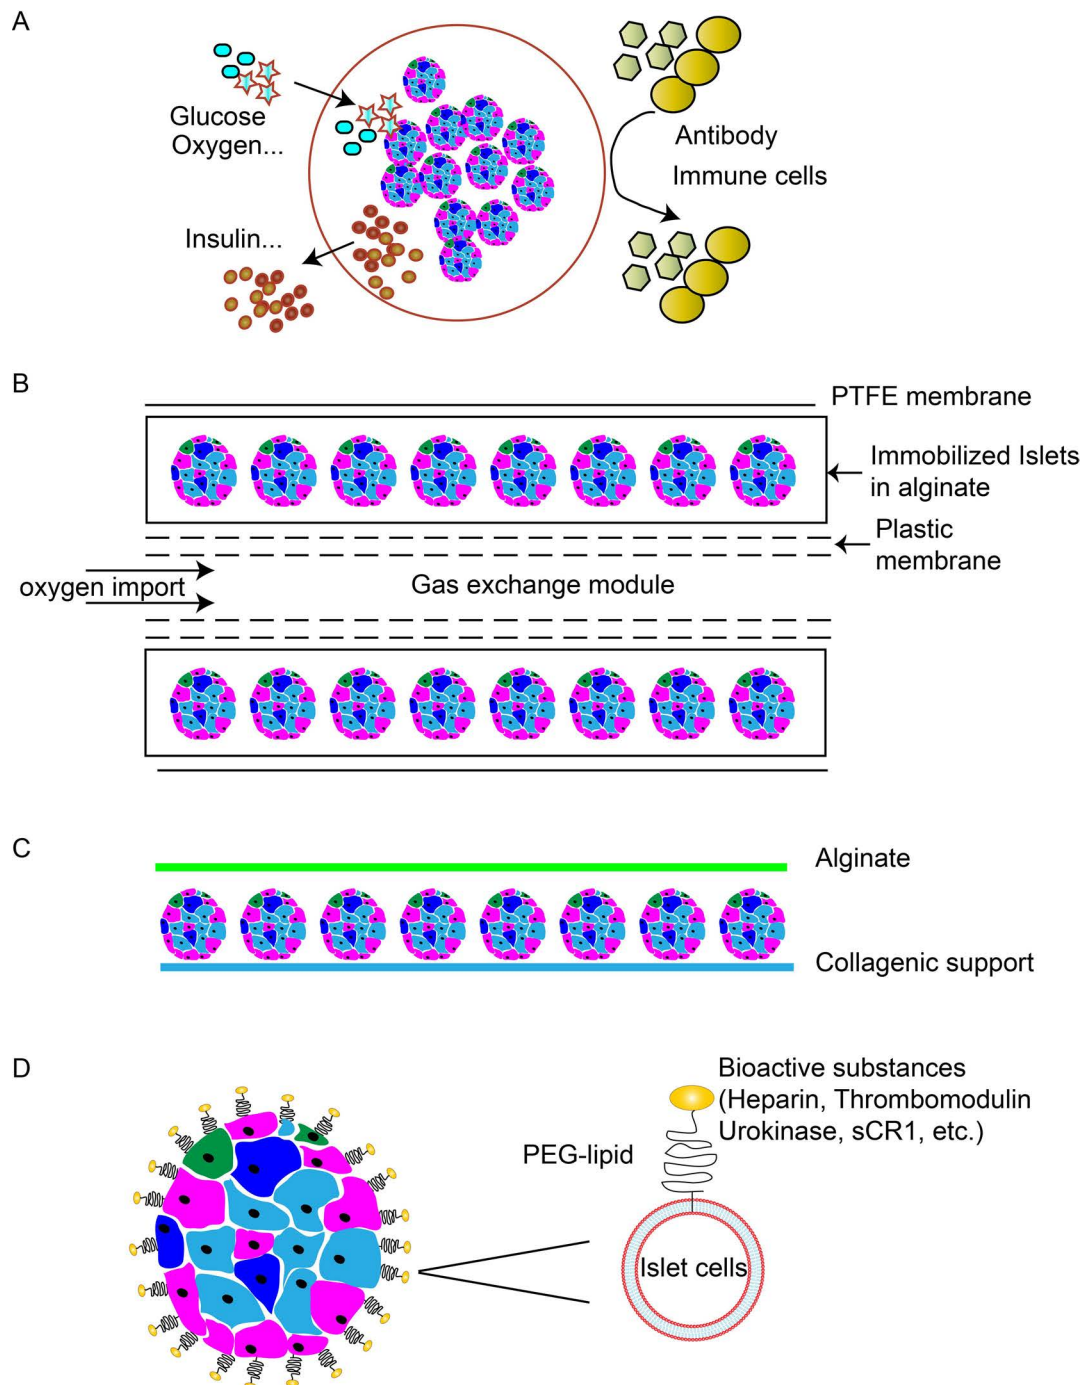 A
Glucose
Oxygen...
Insulin...
Antibody
Immune cells
B
PTFE membrane
Immobilized Islets
in alginate
Plastic
membrane
oxygen import
Gas exchange module
C
Alginate
Collagenic support
D
Bioactive substances
(Heparin, Thrombomodulin
Urokinase, sCR1, etc.)
PEG-lipid
Islet cells